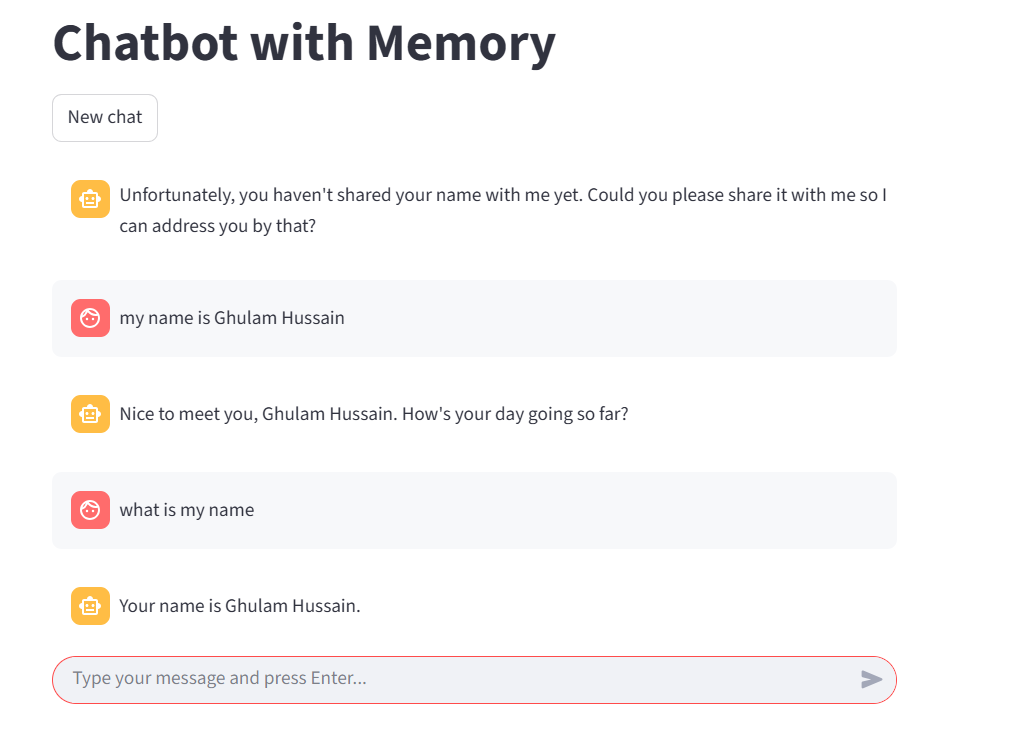 Chatbot with Memory
New chat
Unfortunately, you haven't shared your name with me yet. Could you please share it with me so I
can address you by that?
my name is Ghulam Hussain
Nice to meet you, Ghulam Hussain. How's your day going so far?
what is my name
Your name is Ghulam Hussain.
Type your message and press Enter...